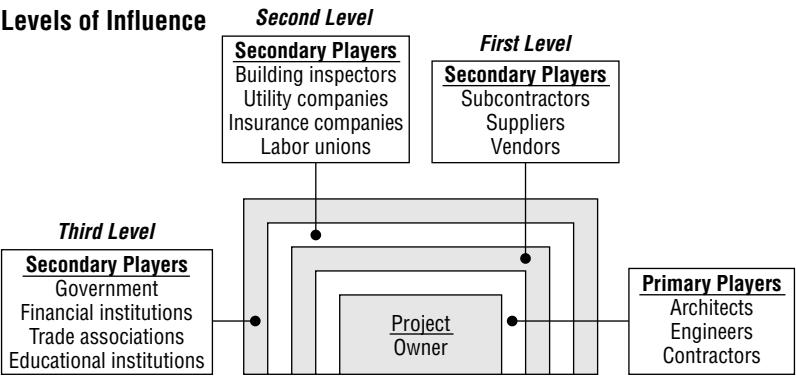 Levels of Influence
Second Level
Secondary Players
Building inspectors
Utility companies
Insurance companies
Labor unions
First Level
Secondary Players
Subcontractors
Suppliers
Vendors
Third Level
Secondary Players
Government
Financial institutions
Trade associations
Educational institutions
Project
Owner
Primary Players
Architects
Engineers
Contractors